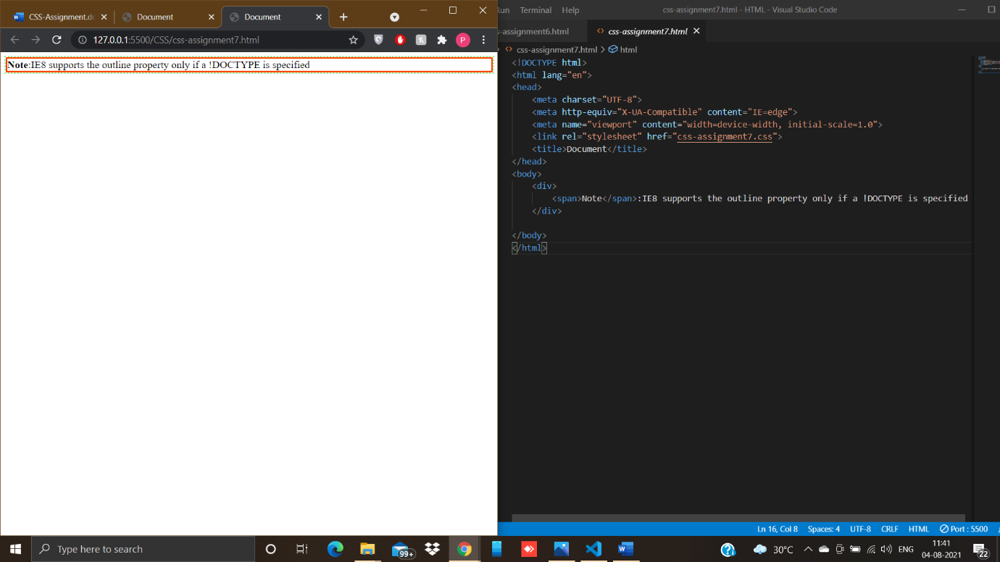 CSS-Assignment.do
Document
Document
127.0.0.1:5500/CSS/css-assignment7.html
P
Note:IE8 supports the outline property only if a !DOCTYPE is specified
Run Terminal Help
css-assignment7.html - HTML - Visual Studio Code
s-assignment6.html
css-assignment7.html
css-assignment7.html > html
<!DOCTYPE html>
<html lang="en">
<head>
<meta charset="UTF-8">
<meta http-equiv="X-UA-Compatible" content="IE=edge">
<meta name="viewport" content="width=device-width, initial-scale=1.0">
<link rel="stylesheet" href="css-assignment7.css">
<title>Document</title>
</head>
<body>
<div>
<span>Note</span>:IE8 supports the outline property only if a !DOCTYPE is specified
</div>
</body>
</html>
Ln 16, Col 8 Spaces: 4 UTF-8 CRLF HTML Port : 5500
Type here to search
99+
30°C
ENG
11:41
04-08-2021
22